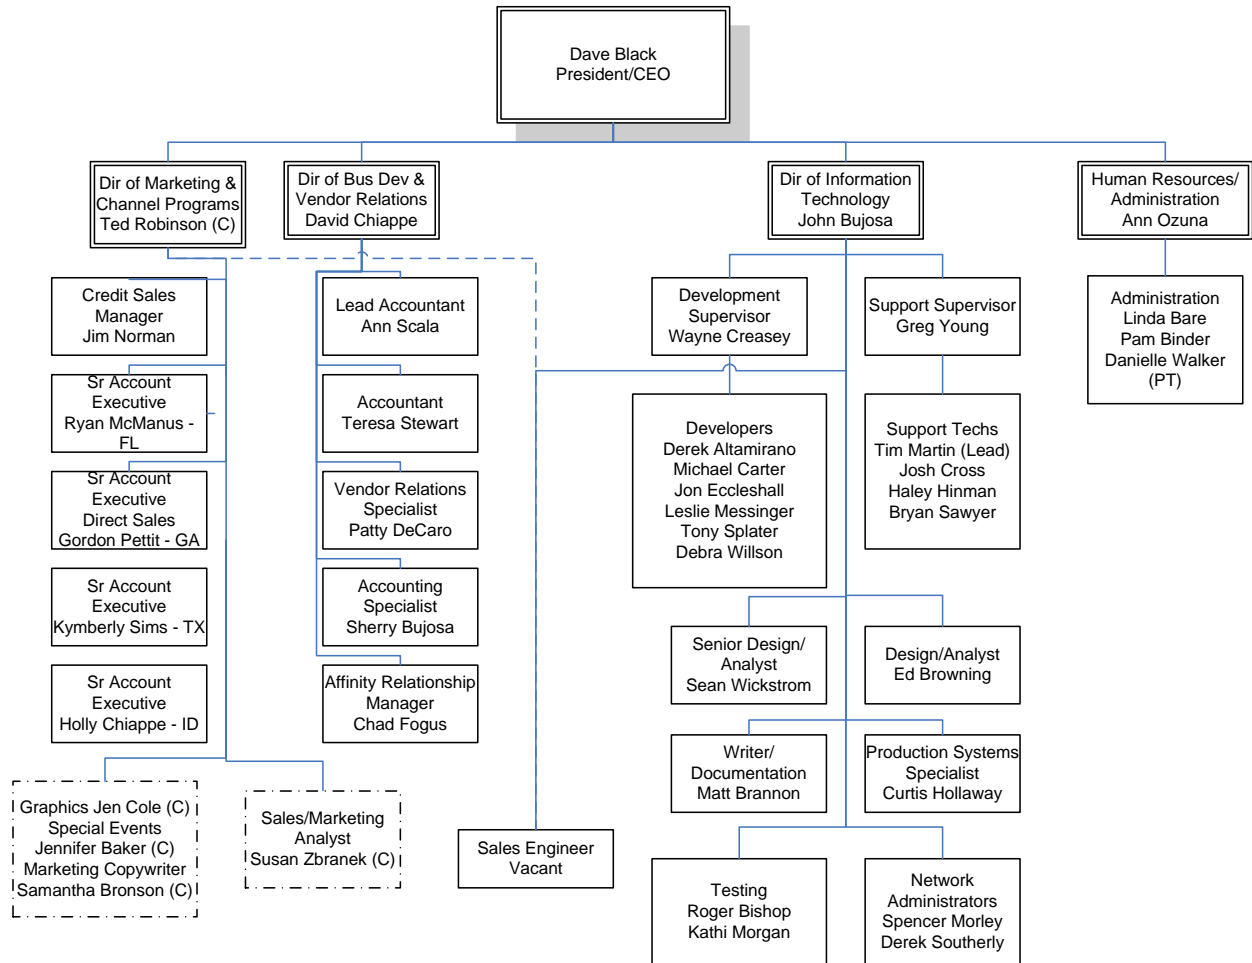 Dave Black
President/CEO
Dir of Marketing &
Channel Programs
Ted Robinson (C)
Dir of Bus Dev &
Vendor Relations
David Chiappe
Dir of Information
Technology
John Bujosa
Human Resources/
Administration
Ann Ozuna
Credit Sales
Manager
Jim Norman
Sr Account
Executive
Ryan McManus -
FL
Sr Account
Executive
Direct Sales
Gordon Pettit - GA
Sr Account
Executive
Kymberly Sims - TX
Sr Account
Executive
Holly Chiappe - ID
Graphics Jen Cole (C)
Special Events
Jennifer Baker (C)
Marketing Copywriter
Samantha Bronson (C)
Sales/Marketing
Analyst
Susan Zbranek (C)
Lead Accountant
Ann Scala
Accountant
Teresa Stewart
Vendor Relations
Specialist
Patty DeCaro
Accounting
Specialist
Sherry Bujosa
Affinity Relationship
Manager
Chad Fogus
Sales Engineer
Vacant
Development
Supervisor
Wayne Creasey
Support Supervisor
Greg Young
Developers
Derek Altamirano
Michael Carter
Jon Eccleshall
Leslie Messinger
Tony Splater
Debra Willson
Support Techs
Tim Martin (Lead)
Josh Cross
Haley Hinman
Bryan Sawyer
Senior Design/
Analyst
Sean Wickstrom
Design/Analyst
Ed Browning
Writer/
Documentation
Matt Brannon
Production Systems
Specialist
Curtis Hollaway
Testing
Roger Bishop
Kathi Morgan
Network
Administrators
Spencer Morley
Derek Southerly
Administration
Linda Bare
Pam Binder
Danielle Walker
(PT)